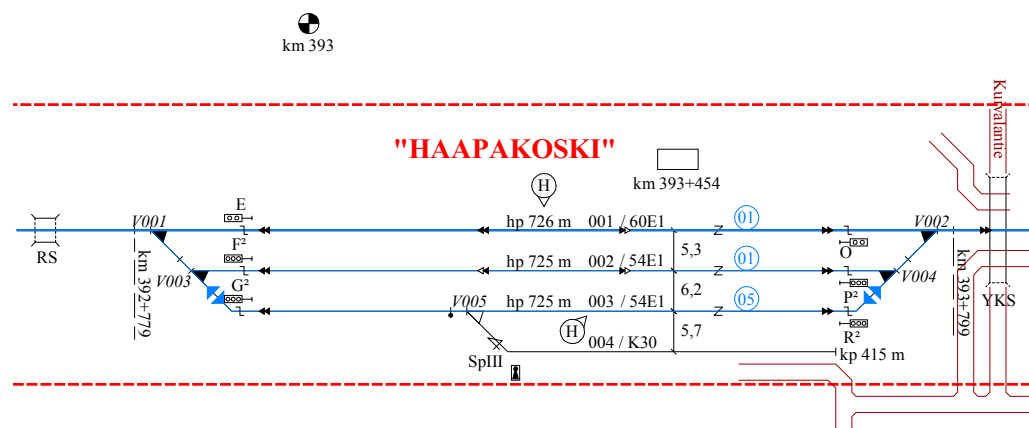 km 393
Kurvalantie
"HAAPAKOSKI"
km 393+454
H
E
V001
hp 726 m
001 / 60E1
01
V002
RS
F²
O
5,3
V003
hp 725 m
002 / 54E1
01
V004
km 392+779
G²
6,2
P²
km 393+799
V005
hp 725 m
003 / 54E1
05
YKS
H
5,7
R²
004 / K30
kp 415 m
SpIII